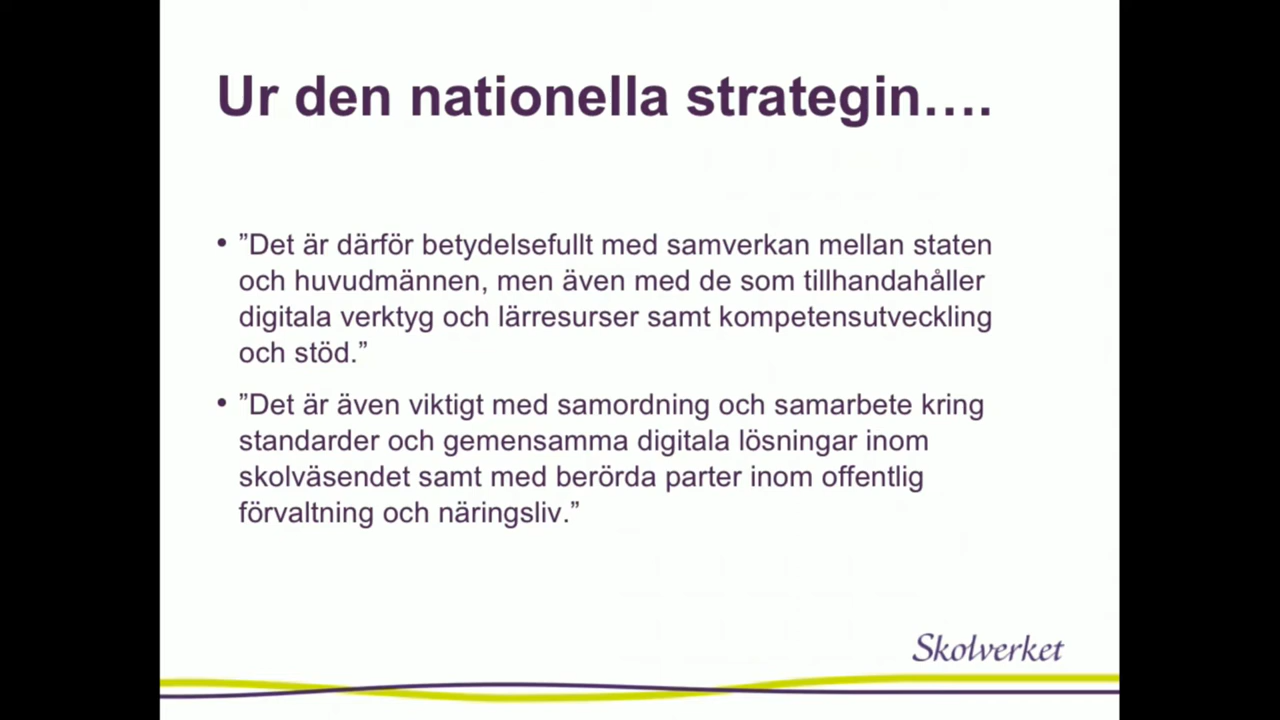 Ur den nationella strategin….
• ”Det är därför betydelsefullt med samverkan mellan staten
och huvudmännen, men även med de som tillhandahåller
digitala verktyg och lärresurser samt kompetensutveckling
och stöd.”
• ”Det är även viktigt med samordning och samarbete kring
standarder och gemensamma digitala lösningar inom
skolväsendet samt med berörda parter inom offentlig
förvaltning och näringsliv.”
Skolverket